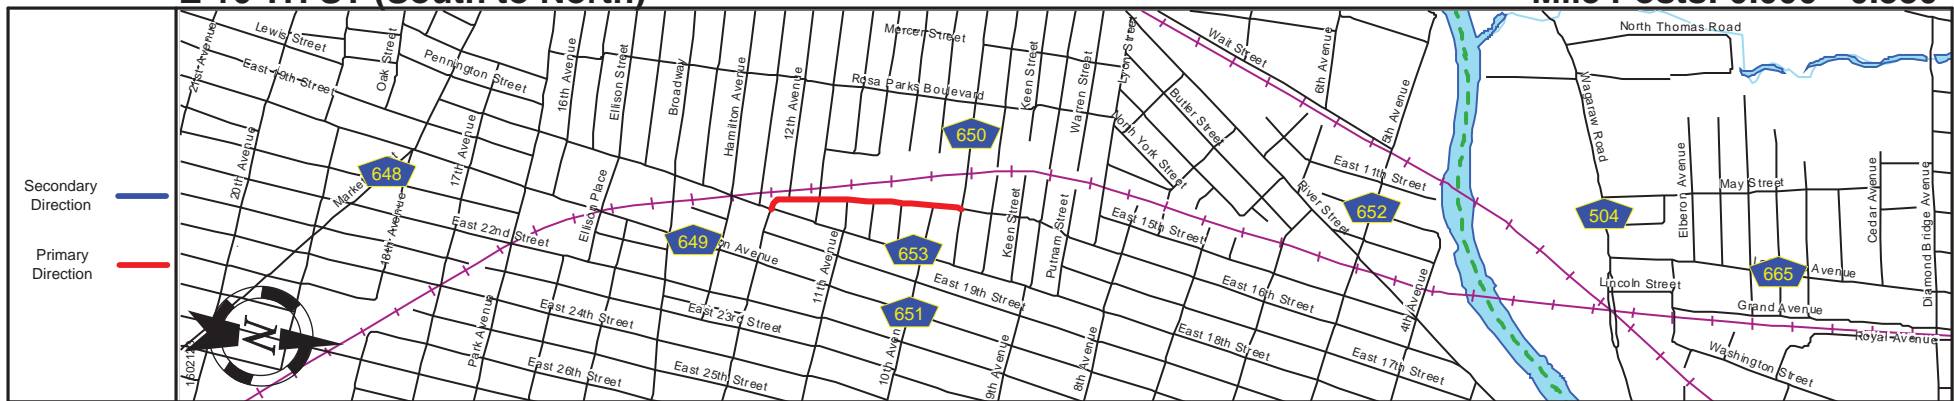 Secondary
Direction
Primary
Direction
21st Avenue
Lewis Street
East 19th Street
Oak Street
Pennington Street
16th Avenue
Ellison Street
Broadway
Hamilton Avenue
12th Avenue
Mercer Street
Rosa Parks Boulevard
Keen Street
Warren Street
Lyon Street
Wait Street
6th Avenue
5th Avenue
North Thomas Road
Wagaraw Road
20th Avenue
648
18th Avenue
17th Avenue
East 22nd Street
Ellison Place
649
Avenue
650
653
651
11th Avenue
10th Aven
East 19th Street
Keen Street
Putnam Street
North York Street
Butler Street
East 15th Street
River Street
East 11th Street
652
504
Elberon Avenue
May Street
Cedar Avenue
Diamond Bridge Avenue
665
Avenue
Lincoln Street
Grand Avenue
Royal Avenue
Washington Street
N
Park Avenue
East 24th Street
East 23rd Street
East 26th Street
East 25th Street
9th Avenue
8th Avenue
East 16th Street
East 18th Street
East 17th Street
4th Avenue